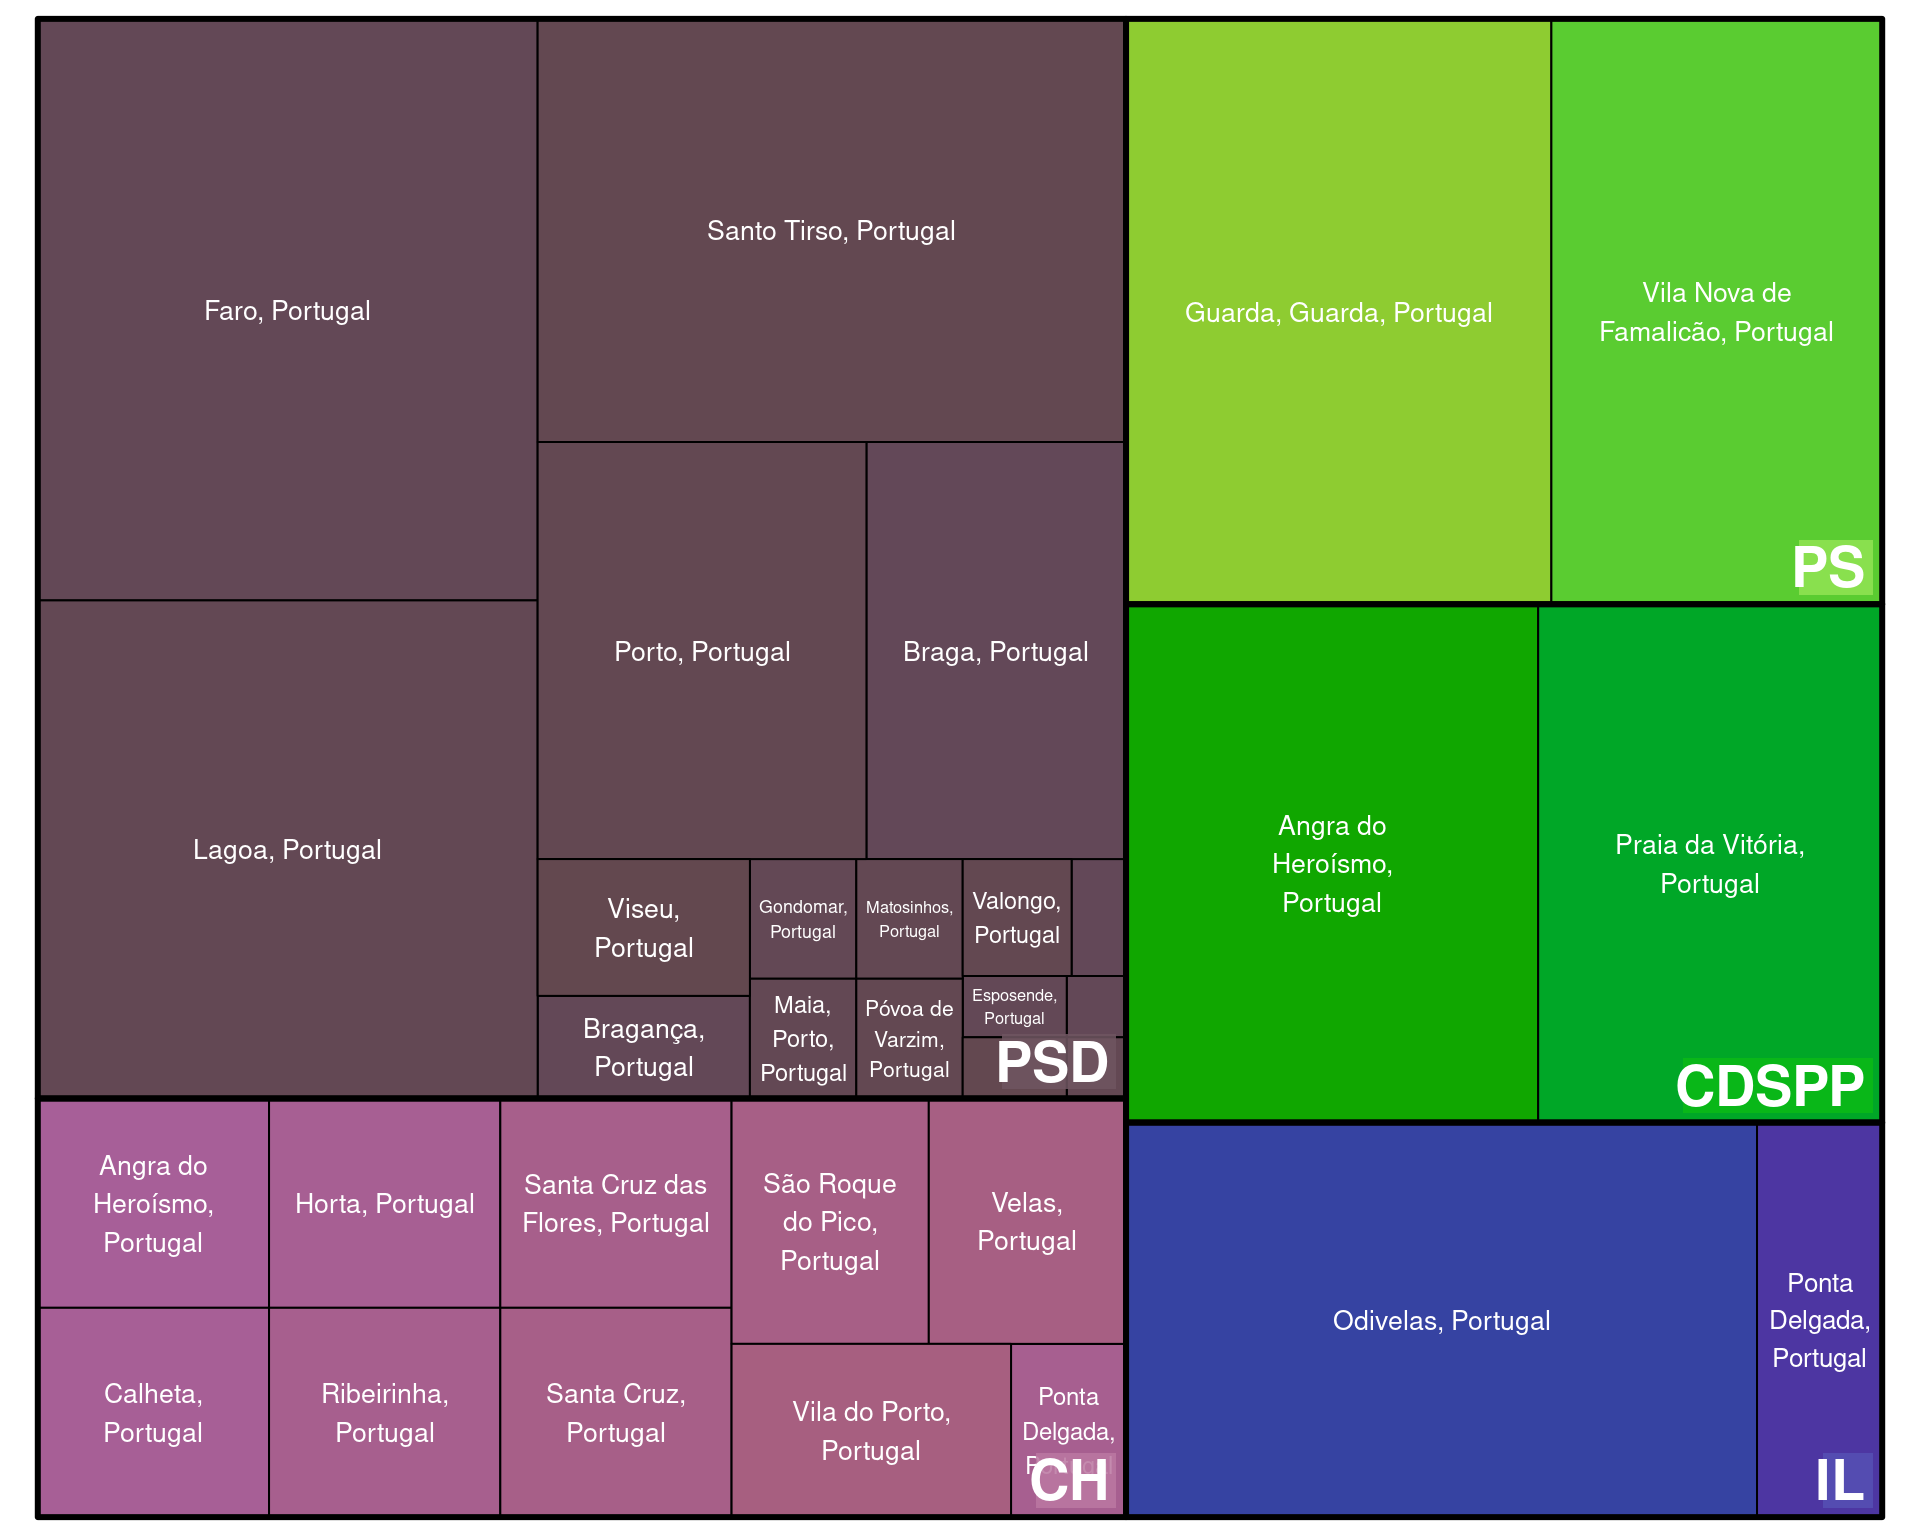 Faro, Portugal
Santo Tirso, Portugal
Guarda, Guarda, Portugal
Vila Nova de
Famalicão, Portugal
PS
Lagoa, Portugal
Porto, Portugal
Braga, Portugal
Viseu,
Portugal
Bragança,
Portugal
Gondomar,
Portugal
Matosinhos,
Portugal
Valongo,
Portugal
Maia,
Porto,
Portugal
Póvoa de
Varzim,
Portugal
Esposende,
Portugal
PSD
Angra do
Heroísmo,
Portugal
Praia da Vitória,
Portugal
CDSPP
Angra do
Heroísmo,
Portugal
Horta, Portugal
Santa Cruz das
Flores, Portugal
São Roque
do Pico,
Portugal
Velas,
Portugal
Calheta,
Portugal
Ribeirinha,
Portugal
Santa Cruz,
Portugal
Vila do Porto,
Portugal
Ponta
Delgada,
CH
Odivelas, Portugal
Ponta
Delgada,
Portugal
IL